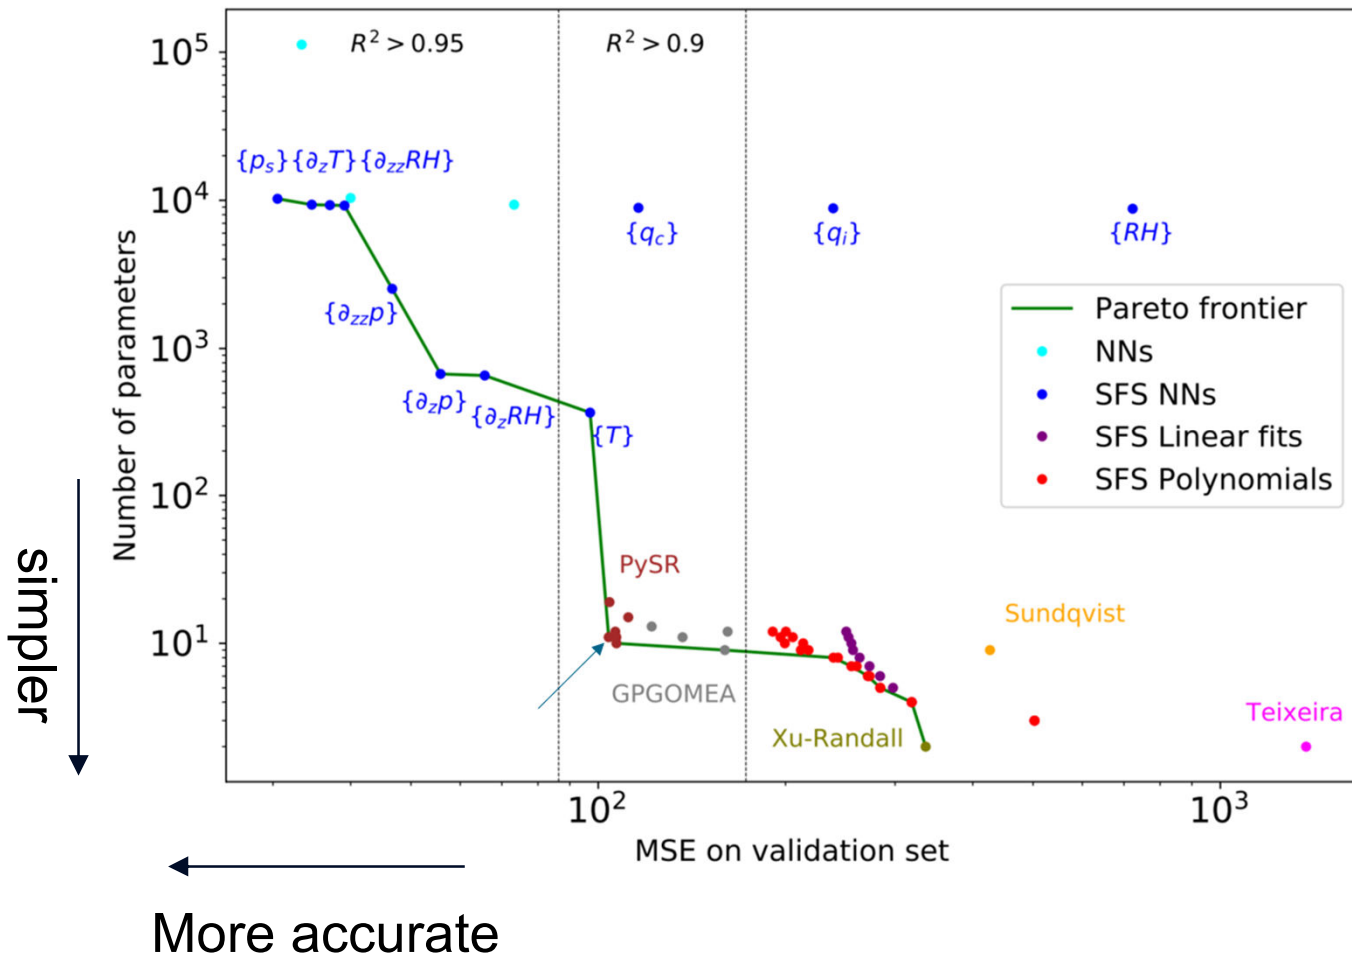 10⁵
R² > 0.95
R² > 0.9
{pₛ}{∂_zT}{∂_zzRH}
10⁴
{q_c}
{q_i}
{RH}
{∂_zzp}
Pareto frontier
NNs
SFS NNs
SFS Linear fits
SFS Polynomials
10³
{∂_zp}
{∂_zRH}
{T}
Number of parameters
10²
simpler
PySR
Sundqvist
10¹
GPGOMEA
Xu-Randall
Teixeira
10²
10³
MSE on validation set
More accurate